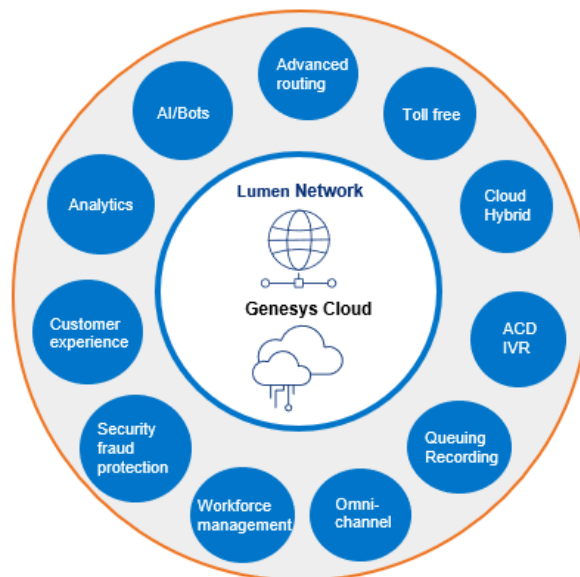 Advanced
routing
Toll free
Cloud
Hybrid
ACD
IVR
Queuing
Recording
Omni-
channel
Workforce
management
Security
fraud
protection
Customer
experience
Analytics
AI/Bots
Lumen Network
Genesys Cloud